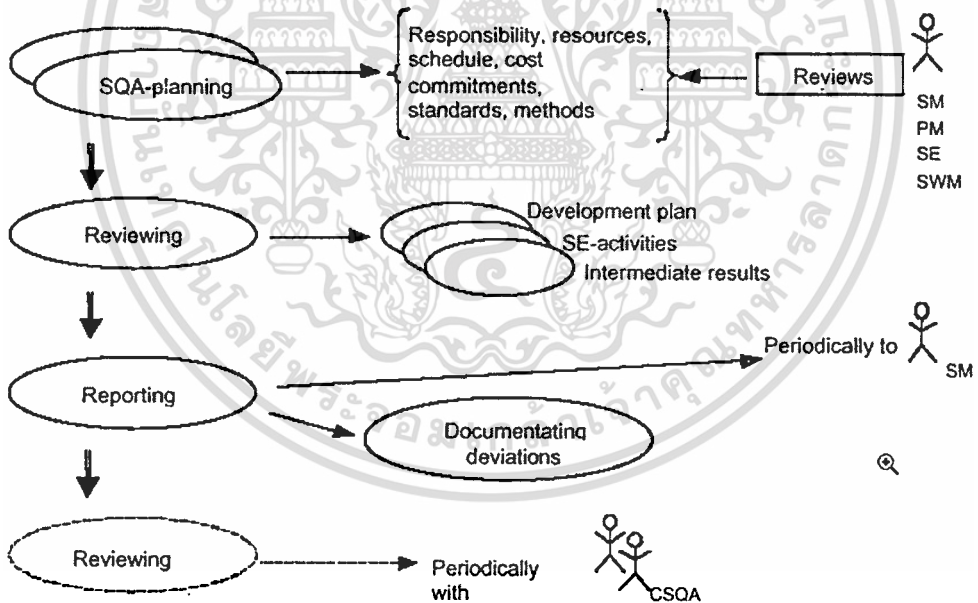 Responsibility, resources,
schedule, cost
commitments,
standards, methods
SQA-planning
Reviews
SM
PM
SE
SWM
Reviewing
Development plan
SE-activities
Intermediate results
Periodically to
SM
Reporting
Documentating
deviations
Reviewing
Periodically
with
CSQA